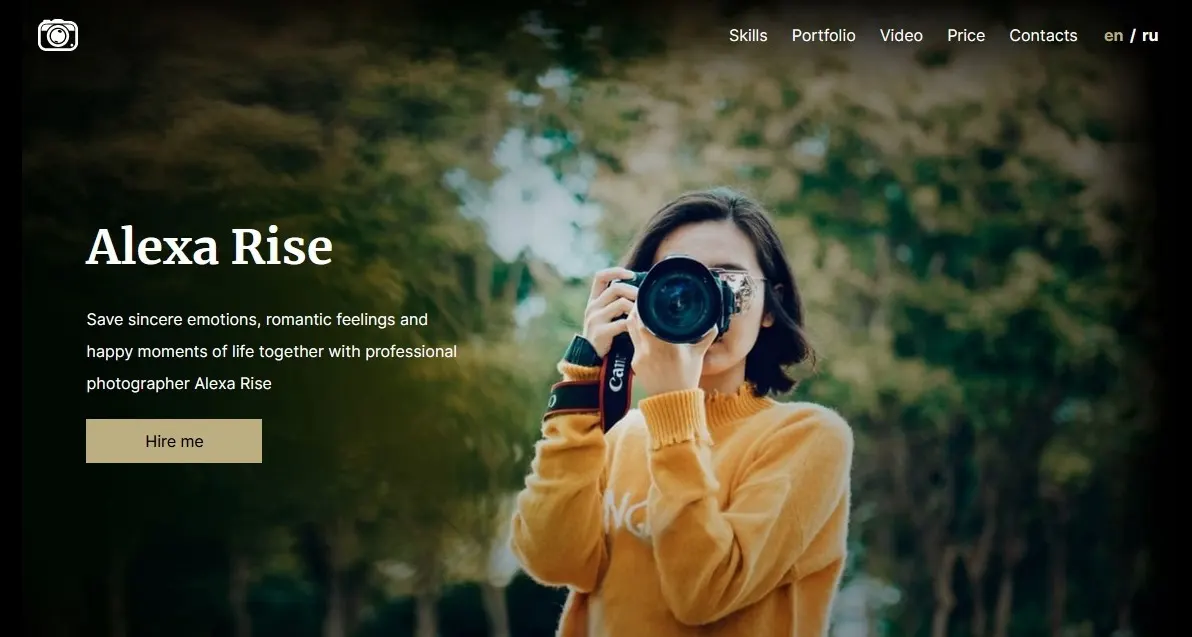 Skills Portfolio Video Price Contacts en / ru
Alexa Rise
Save sincere emotions, romantic feelings and
happy moments of life together with professional
photographer Alexa Rise
Hire me
Can